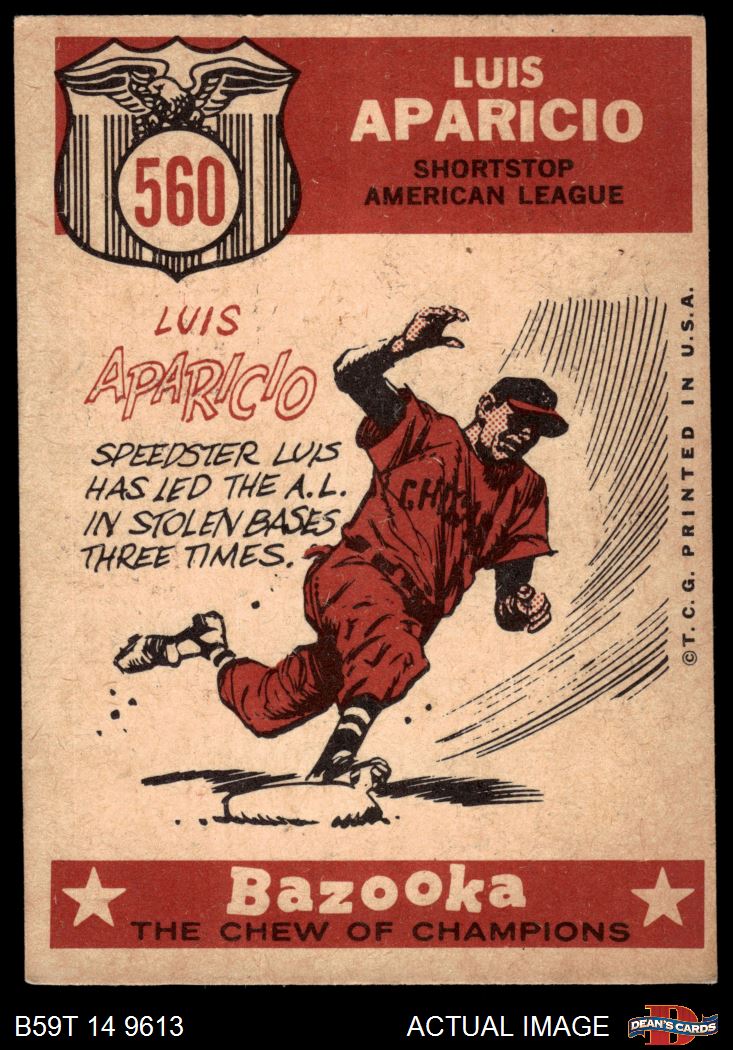 560
LUIS
APARICIO
SHORTSTOP
AMERICAN LEAGUE
LUIS
APARICIO
SPEEDSTER LUIS
HAS LED THE A.L.
IN STOLEN BASES
THREE TIMES.
©T.C.G. PRINTED IN U.S.A.
Bazooka
THE CHEW OF CHAMPIONS
B59T 14 9613
ACTUAL IMAGE
DEAN'S CARDS